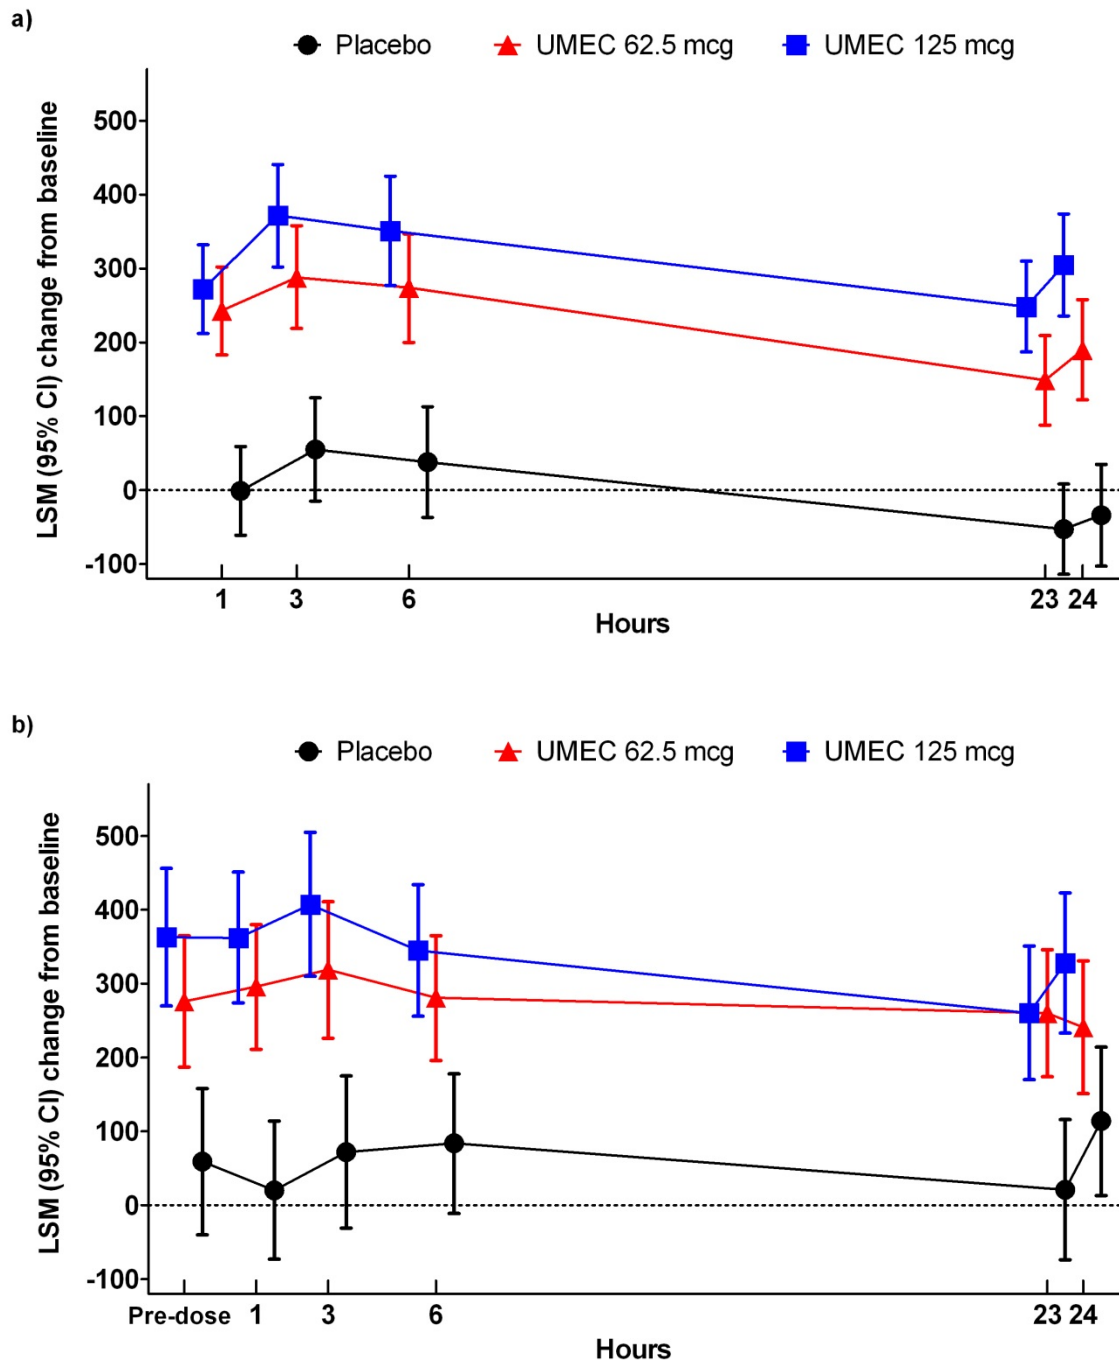 a)
Placebo UMEC 62.5 mcg UMEC 125 mcg
LSM (95% CI) change from baseline
500
400
300
200
100
0
-100
1 3 6 23 24
Hours
b)
Placebo UMEC 62.5 mcg UMEC 125 mcg
LSM (95% CI) change from baseline
500
400
300
200
100
0
-100
Pre-dose 1 3 6 23 24
Hours